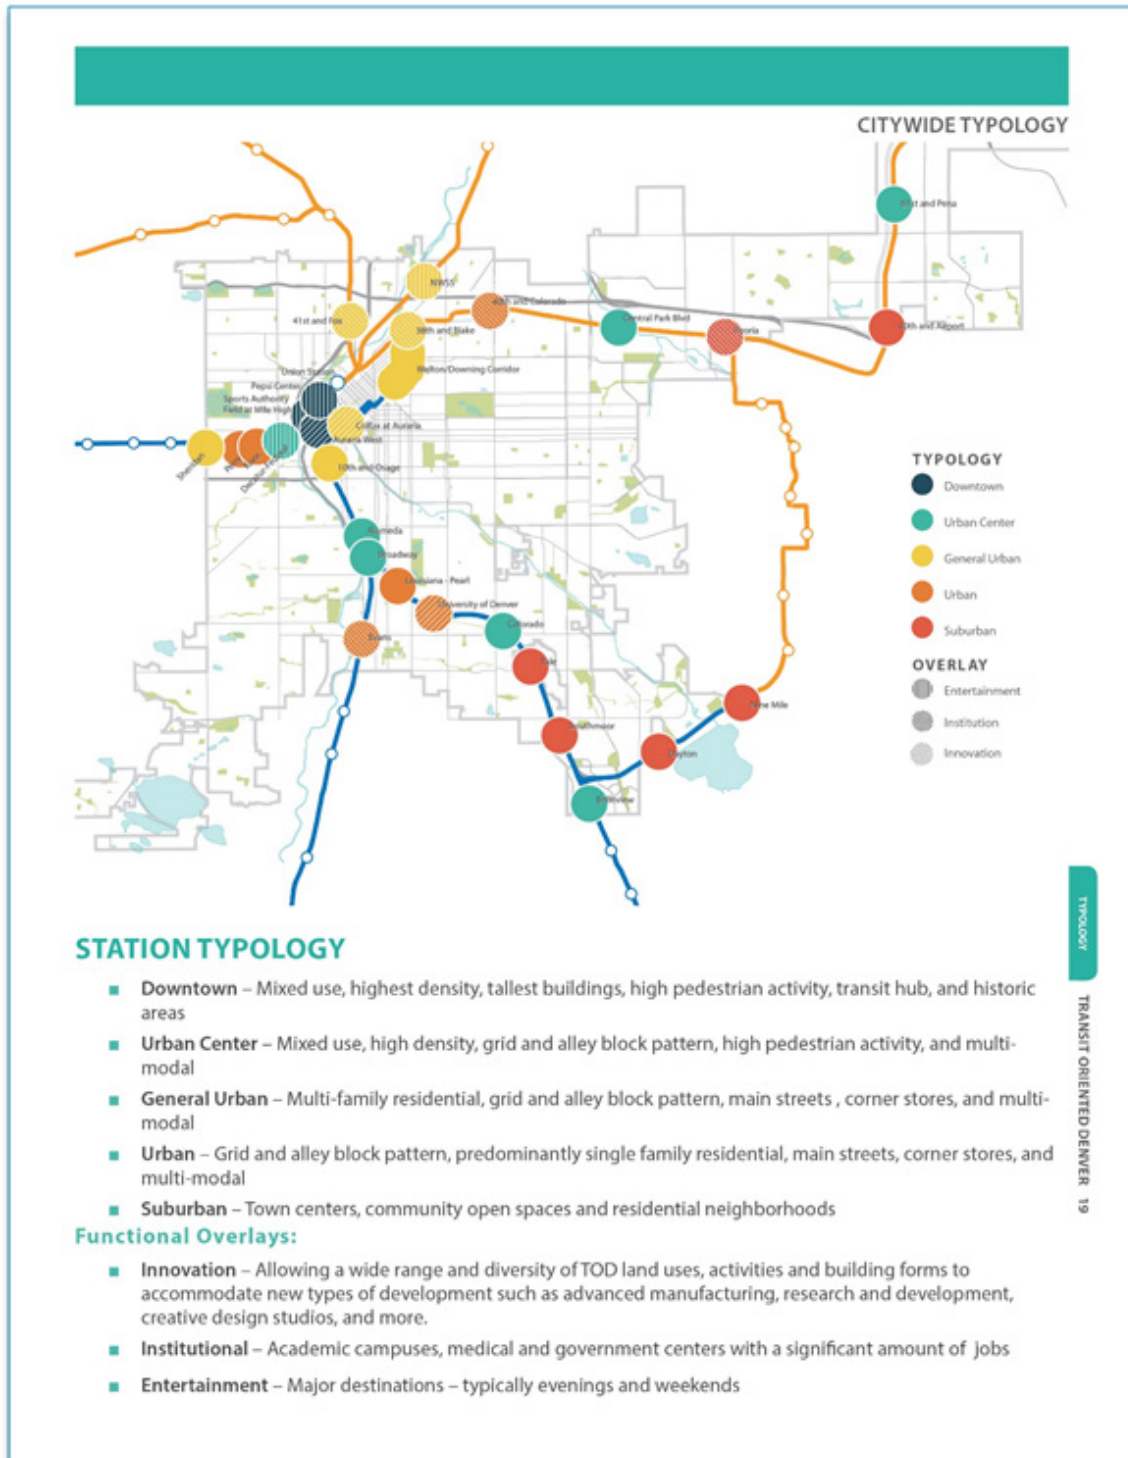 CITYWIDE TYPOLOGY
61st and Pena
NWSS
40th and Colorado
41st and Fox
38th and Blake
Central Park Blvd
Peoria
40th and Airport
Welton/Downing Corridor
Union Station
Pepsi Center
Sports Authority
Field at Mile High
Colfax at Auraria
Auraria West
Sheridan
Perry
Knox
Decatur-Federal
10th and Osage
Alameda
Broadway
Louisiana - Pearl
University of Denver
Evans
Colorado
Yale
Southmoor
Dayton
Nine Mile
Belleview
TYPOLOGY
Downtown
Urban Center
General Urban
Urban
Suburban
OVERLAY
Entertainment
Institution
Innovation
STATION TYPOLOGY
Downtown – Mixed use, highest density, tallest buildings, high pedestrian activity, transit hub, and historic
areas
Urban Center – Mixed use, high density, grid and alley block pattern, high pedestrian activity, and multi-
modal
General Urban – Multi-family residential, grid and alley block pattern, main streets , corner stores, and multi-
modal
Urban – Grid and alley block pattern, predominantly single family residential, main streets, corner stores, and
multi-modal
Suburban – Town centers, community open spaces and residential neighborhoods
Functional Overlays:
Innovation – Allowing a wide range and diversity of TOD land uses, activities and building forms to
accommodate new types of development such as advanced manufacturing, research and development,
creative design studios, and more.
Institutional – Academic campuses, medical and government centers with a significant amount of jobs
Entertainment – Major destinations – typically evenings and weekends
TYPOLOGY
TRANSIT ORIENTED DENVER 19